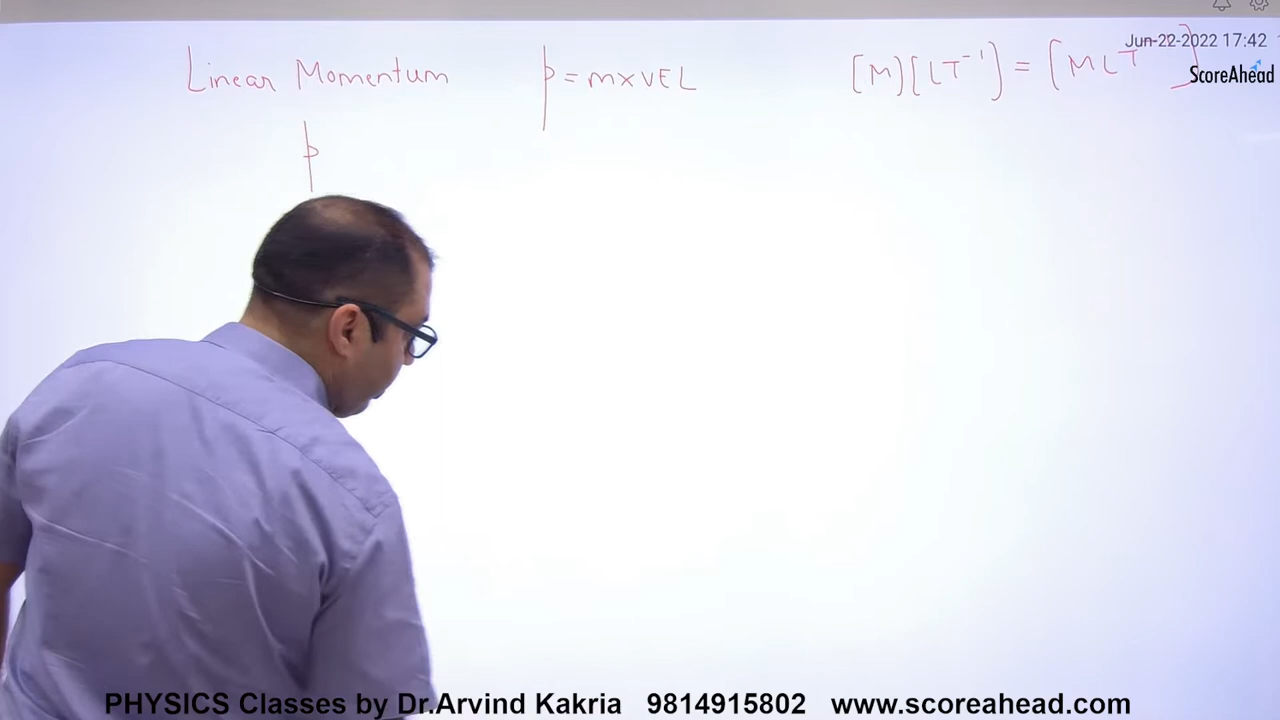 Jun-22-2022 17:42
ScoreAhead
Linear Momentum p = m x VEL [M][LT⁻¹] = [MLT
p
PHYSICS Classes by Dr.Arvind Kakria 9814915802 www.scoreahead.com